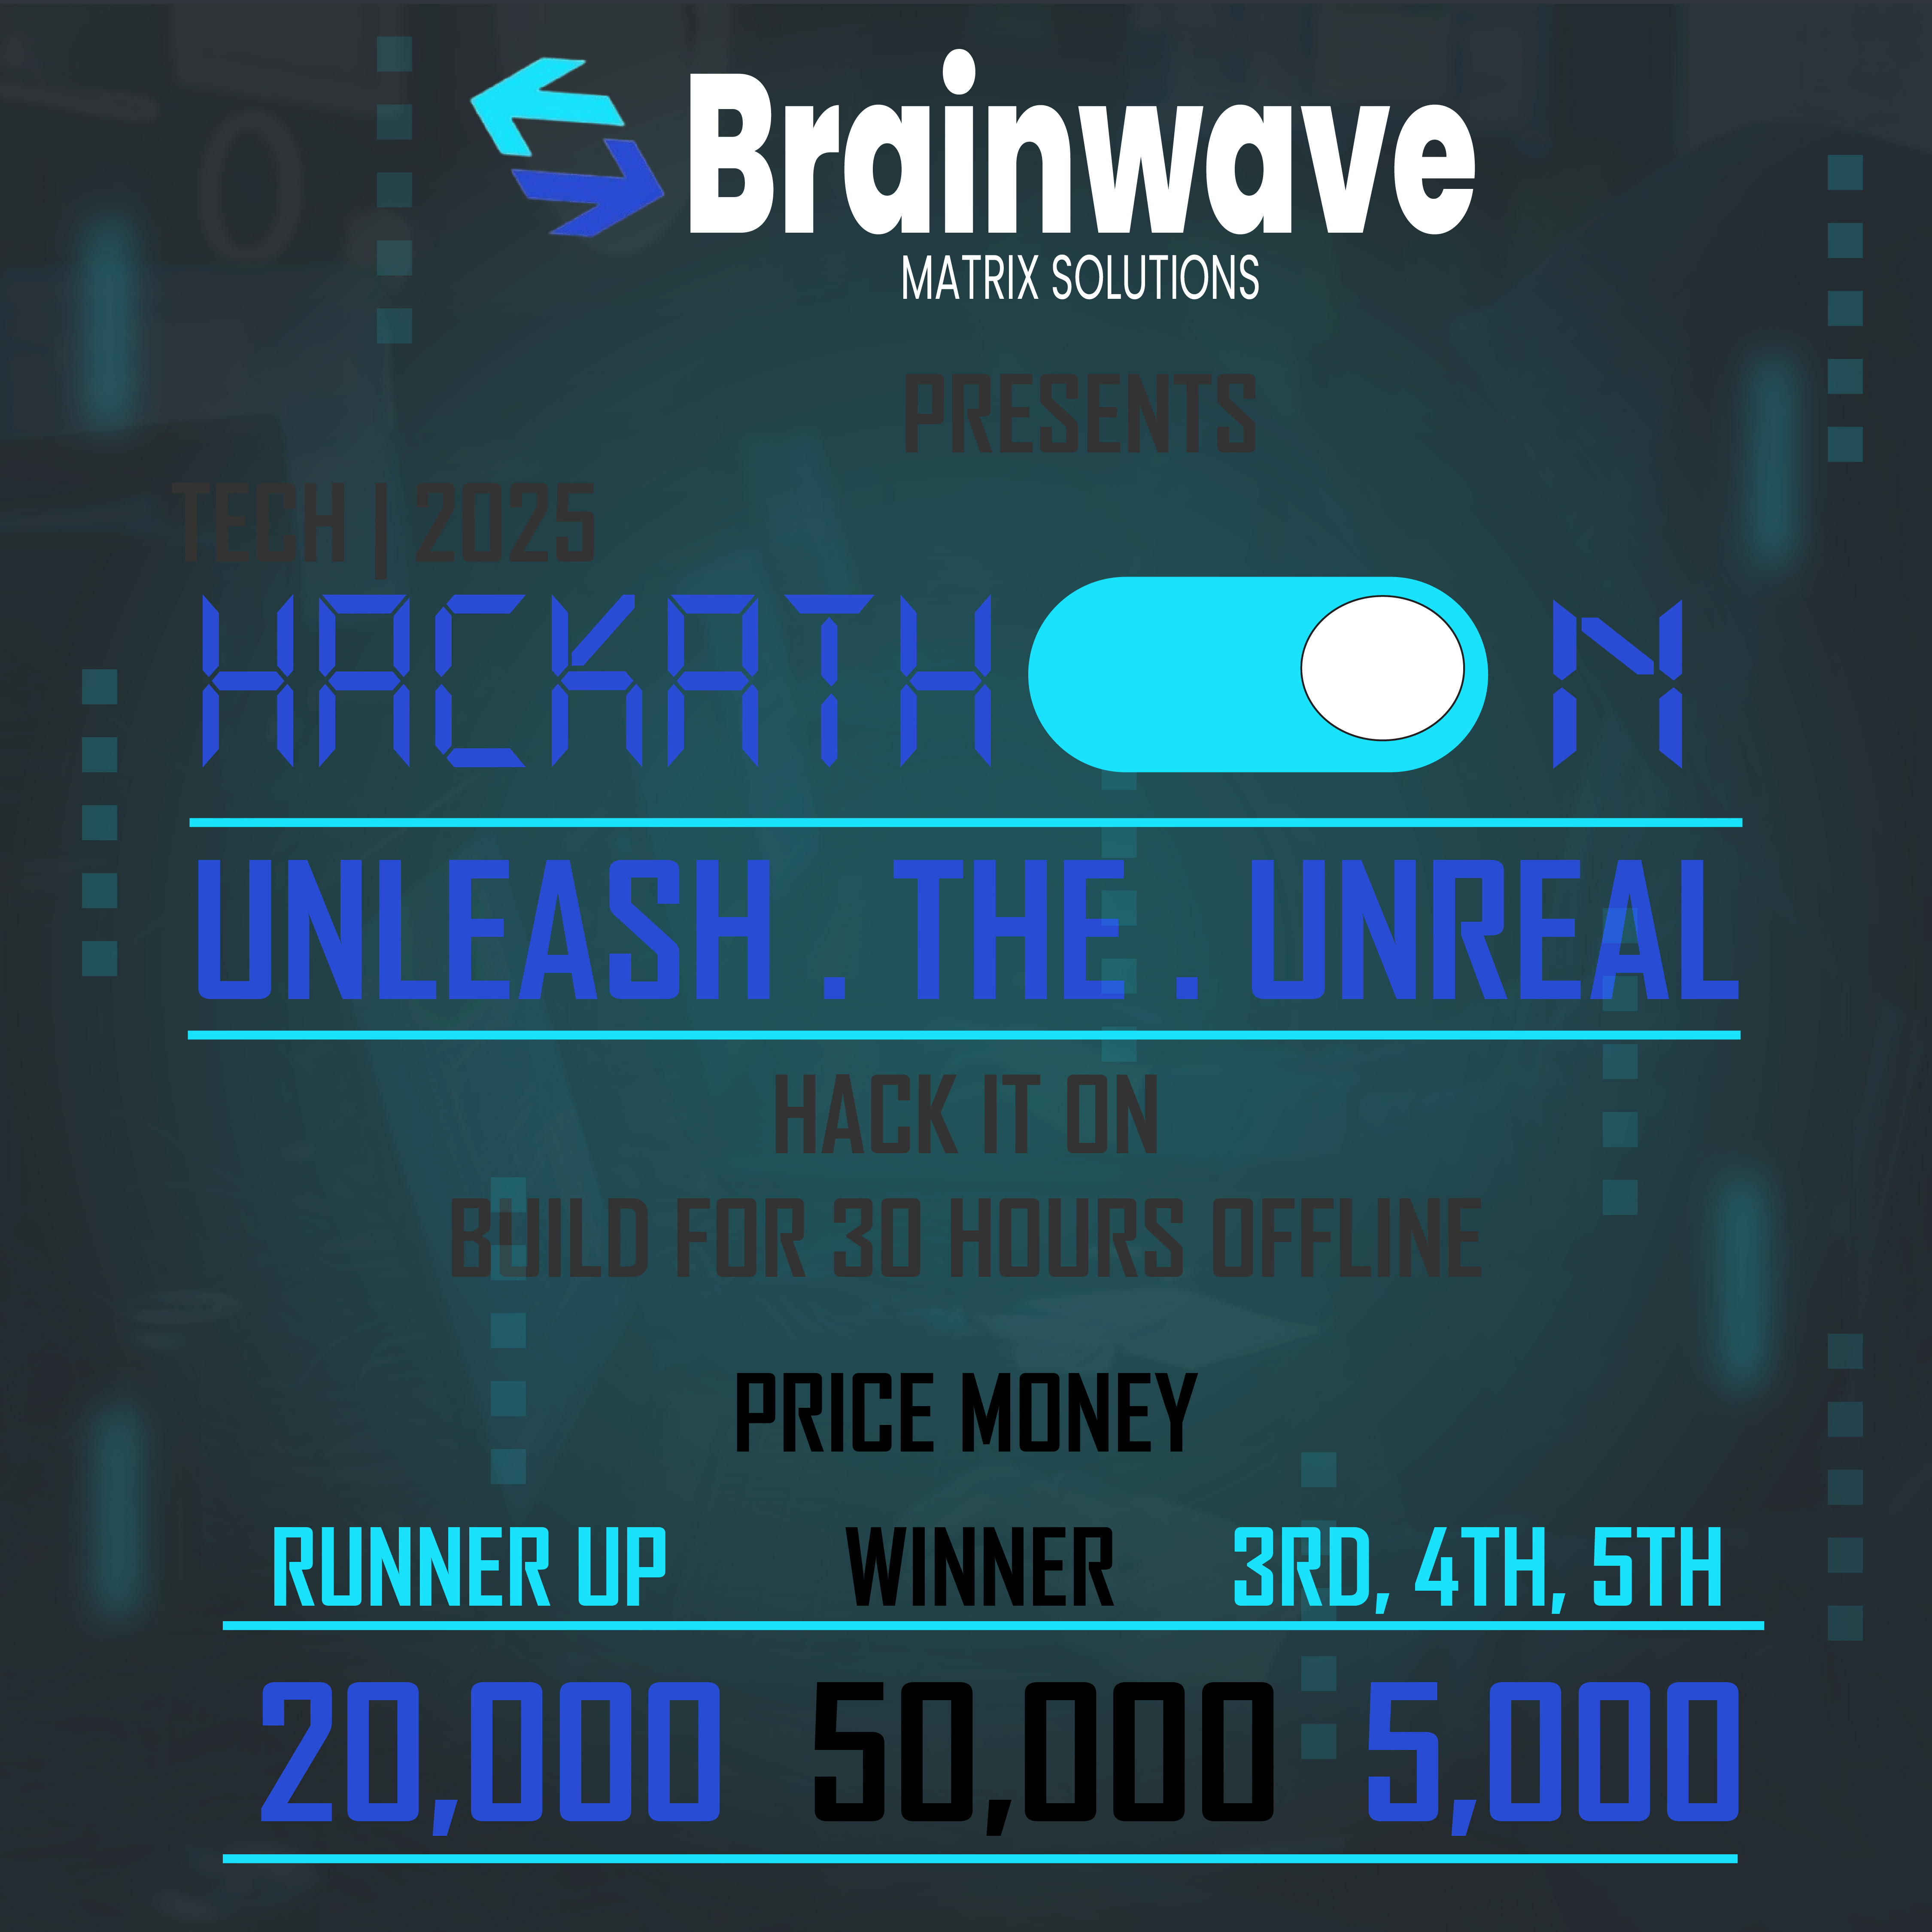 Brainwave
MATRIX SOLUTIONS
PRESENTS
TECH | 2025
HACKATH N
UNLEASH . THE . UNREAL
HACK IT ON
BUILD FOR 30 HOURS OFFLINE
PRICE MONEY
RUNNER UP WINNER 3RD, 4TH, 5TH
20,000 50,000 5,000